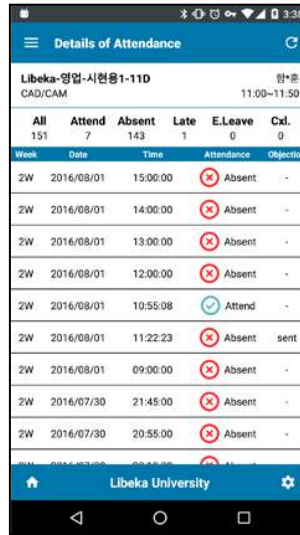 3:38
Details of Attendance
Libeka-영업-시현용1-11D 함*훈
CAD/CAM 11:00~11:50
All Attend Absent Late E.Leave Cxl.
151 7 143 1 0 0
Week Date Time Attendance Objectio
2W 2016/08/01 15:00:00 Absent -
2W 2016/08/01 14:00:00 Absent -
2W 2016/08/01 13:00:00 Absent -
2W 2016/08/01 12:00:00 Absent -
2W 2016/08/01 10:55:08 Attend -
2W 2016/08/01 11:22:23 Absent sent
2W 2016/08/01 09:00:00 Absent -
2W 2016/07/30 21:45:00 Absent -
2W 2016/07/30 20:55:00 Absent -
Libeka University